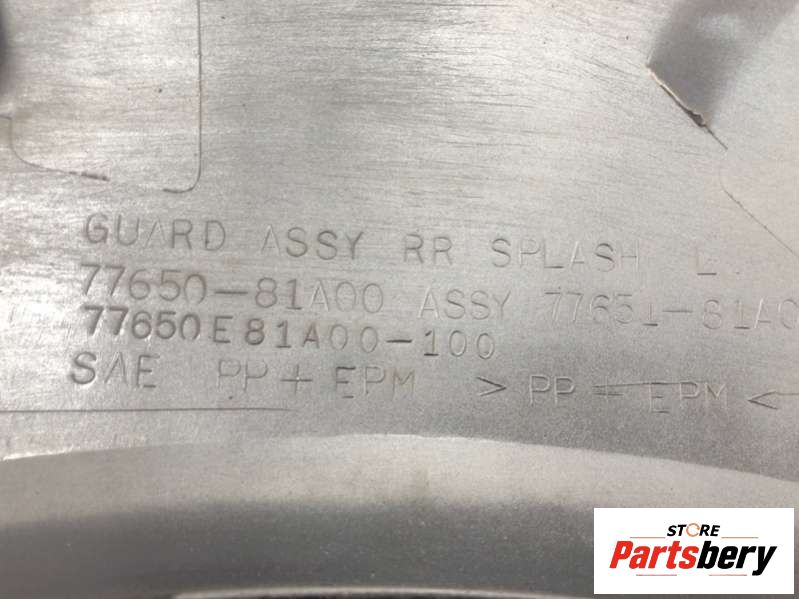 GUARD ASSY RR SPLASH L
77650-81A00 ASSY 77651-81A0
77650E81A00-100
SAE PP+EPM >PP+EPM<
STORE
Partsbery